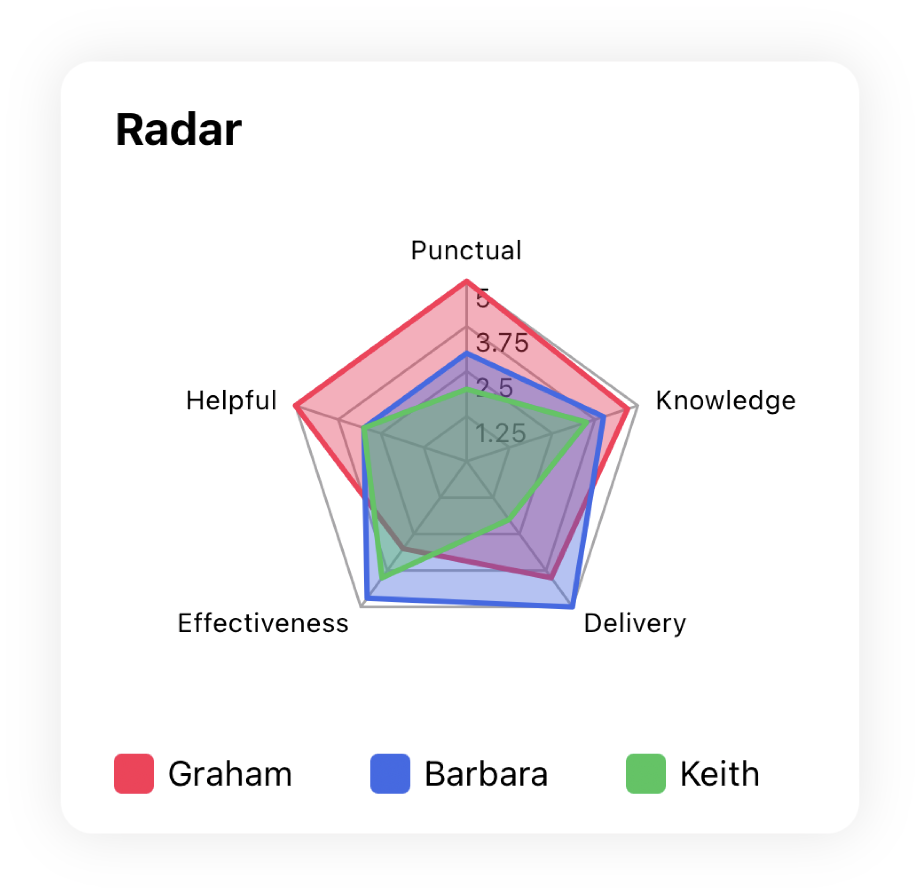 Radar
Punctual
5
3.75
2.5
1.25
Helpful
Knowledge
Effectiveness
Delivery
Graham
Barbara
Keith